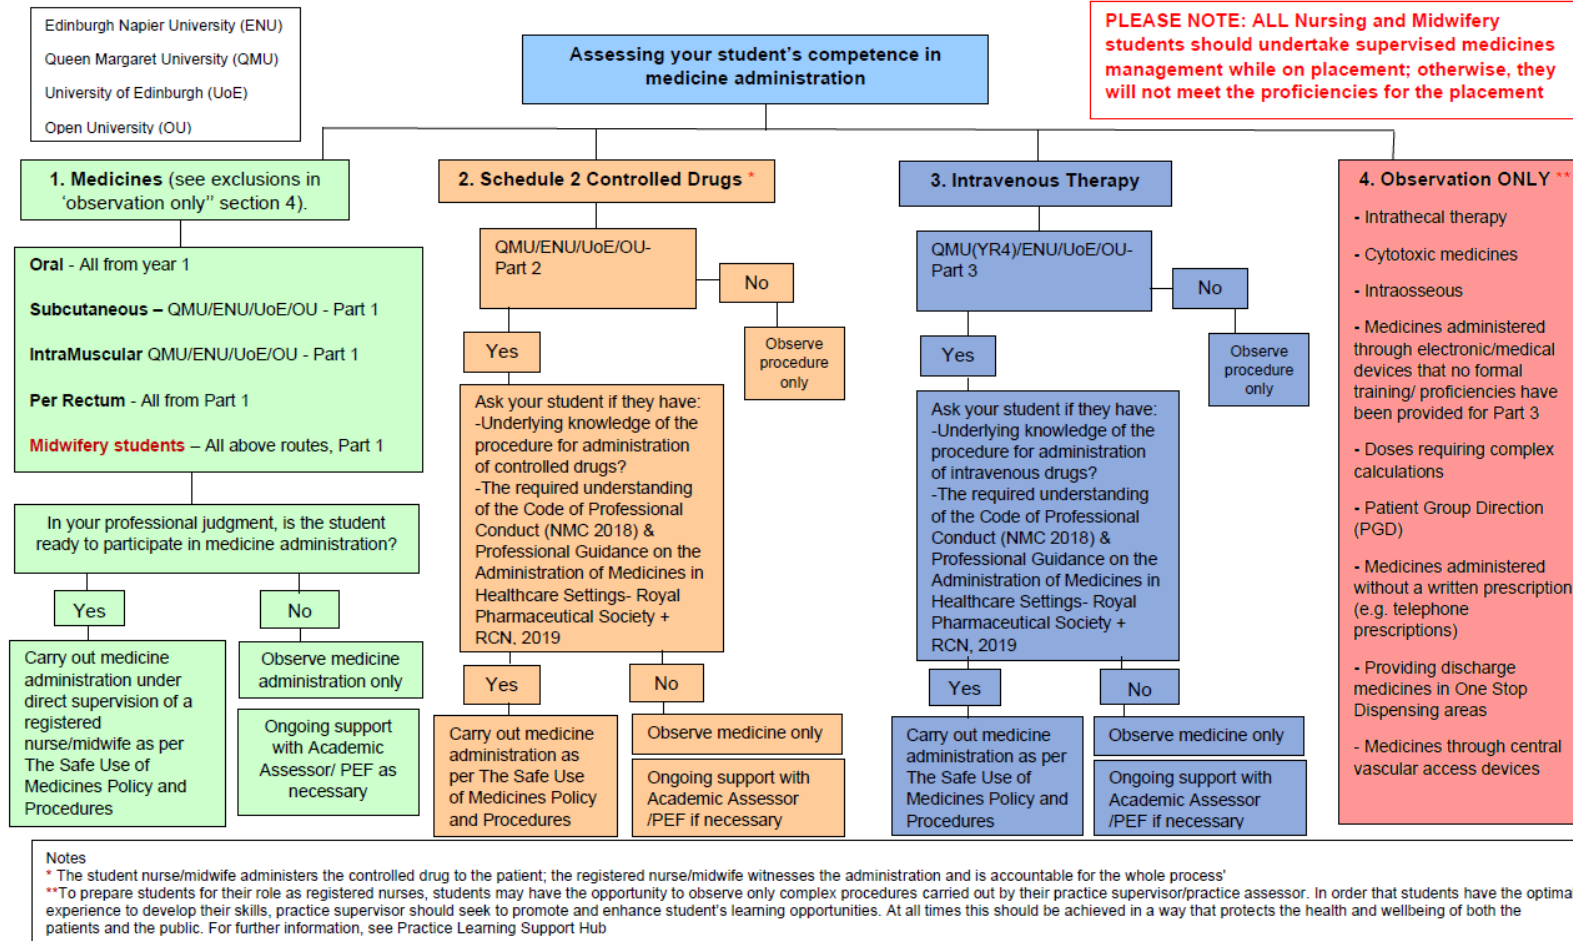 Edinburgh Napier University (ENU)
Queen Margaret University (QMU)
University of Edinburgh (UoE)
Open University (OU)
Assessing your student's competence in
medicine administration
PLEASE NOTE: ALL Nursing and Midwifery
students should undertake supervised medicines
management while on placement; otherwise, they
will not meet the proficiencies for the placement
1. Medicines (see exclusions in
'observation only" section 4).
Oral - All from year 1
Subcutaneous – QMU/ENU/UoE/OU - Part 1
IntraMuscular QMU/ENU/UoE/OU - Part 1
Per Rectum - All from Part 1
Midwifery students – All above routes, Part 1
In your professional judgment, is the student
ready to participate in medicine administration?
Yes
No
Carry out medicine
administration under
direct supervision of a
registered
nurse/midwife as per
The Safe Use of
Medicines Policy and
Procedures
Observe medicine
administration only
Ongoing support
with Academic
Assessor/ PEF as
necessary
2. Schedule 2 Controlled Drugs *
QMU/ENU/UoE/OU-
Part 2
No
Yes
Observe
procedure
only
Ask your student if they have:
-Underlying knowledge of the
procedure for administration
of controlled drugs?
-The required understanding
of the Code of Professional
Conduct (NMC 2018) &
Professional Guidance on the
Administration of Medicines in
Healthcare Settings- Royal
Pharmaceutical Society +
RCN, 2019
Yes
No
Carry out medicine
administration as
per The Safe Use
of Medicines Policy
and Procedures
Observe medicine only
Ongoing support with
Academic Assessor
/PEF if necessary
3. Intravenous Therapy
QMU(YR4)/ENU/UoE/OU-
Part 3
No
Yes
Observe
procedure
only
Ask your student if they have:
-Underlying knowledge of the
procedure for administration
of intravenous drugs?
-The required understanding
of the Code of Professional
Conduct (NMC 2018) &
Professional Guidance on the
Administration of Medicines in
Healthcare Settings- Royal
Pharmaceutical Society +
RCN, 2019
Yes
No
Carry out medicine
administration as per
The Safe Use of
Medicines Policy and
Procedures
Observe medicine only
Ongoing support with
Academic Assessor
/PEF if necessary
4. Observation ONLY **
- Intrathecal therapy
- Cytotoxic medicines
- Intraosseous
- Medicines administered
through electronic/medical
devices that no formal
training/ proficiencies have
been provided for Part 3
- Doses requiring complex
calculations
- Patient Group Direction
(PGD)
- Medicines administered
without a written prescription
(e.g. telephone
prescriptions)
- Providing discharge
medicines in One Stop
Dispensing areas
- Medicines through central
vascular access devices
Notes
* The student nurse/midwife administers the controlled drug to the patient; the registered nurse/midwife witnesses the administration and is accountable for the whole process'
**To prepare students for their role as registered nurses, students may have the opportunity to observe only complex procedures carried out by their practice supervisor/practice assessor. In order that students have the optimal
experience to develop their skills, practice supervisor should seek to promote and enhance student's learning opportunities. At all times this should be achieved in a way that protects the health and wellbeing of both the
patients and the public. For further information, see Practice Learning Support Hub